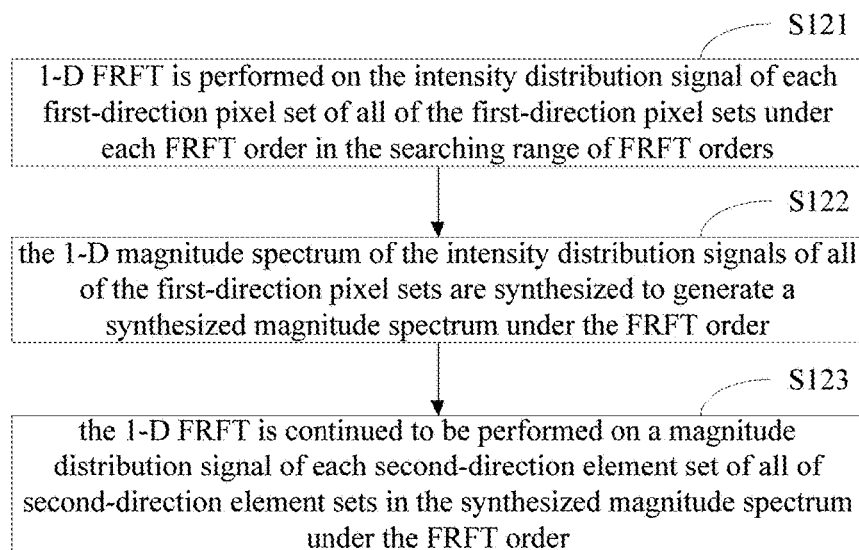 S121
1-D FRFT is performed on the intensity distribution signal of each
first-direction pixel set of all of the first-direction pixel sets under
each FRFT order in the searching range of FRFT orders
S122
the 1-D magnitude spectrum of the intensity distribution signals of all
of the first-direction pixel sets are synthesized to generate a
synthesized magnitude spectrum under the FRFT order
S123
the 1-D FRFT is continued to be performed on a magnitude
distribution signal of each second-direction element set of all of
second-direction element sets in the synthesized magnitude spectrum
under the FRFT order